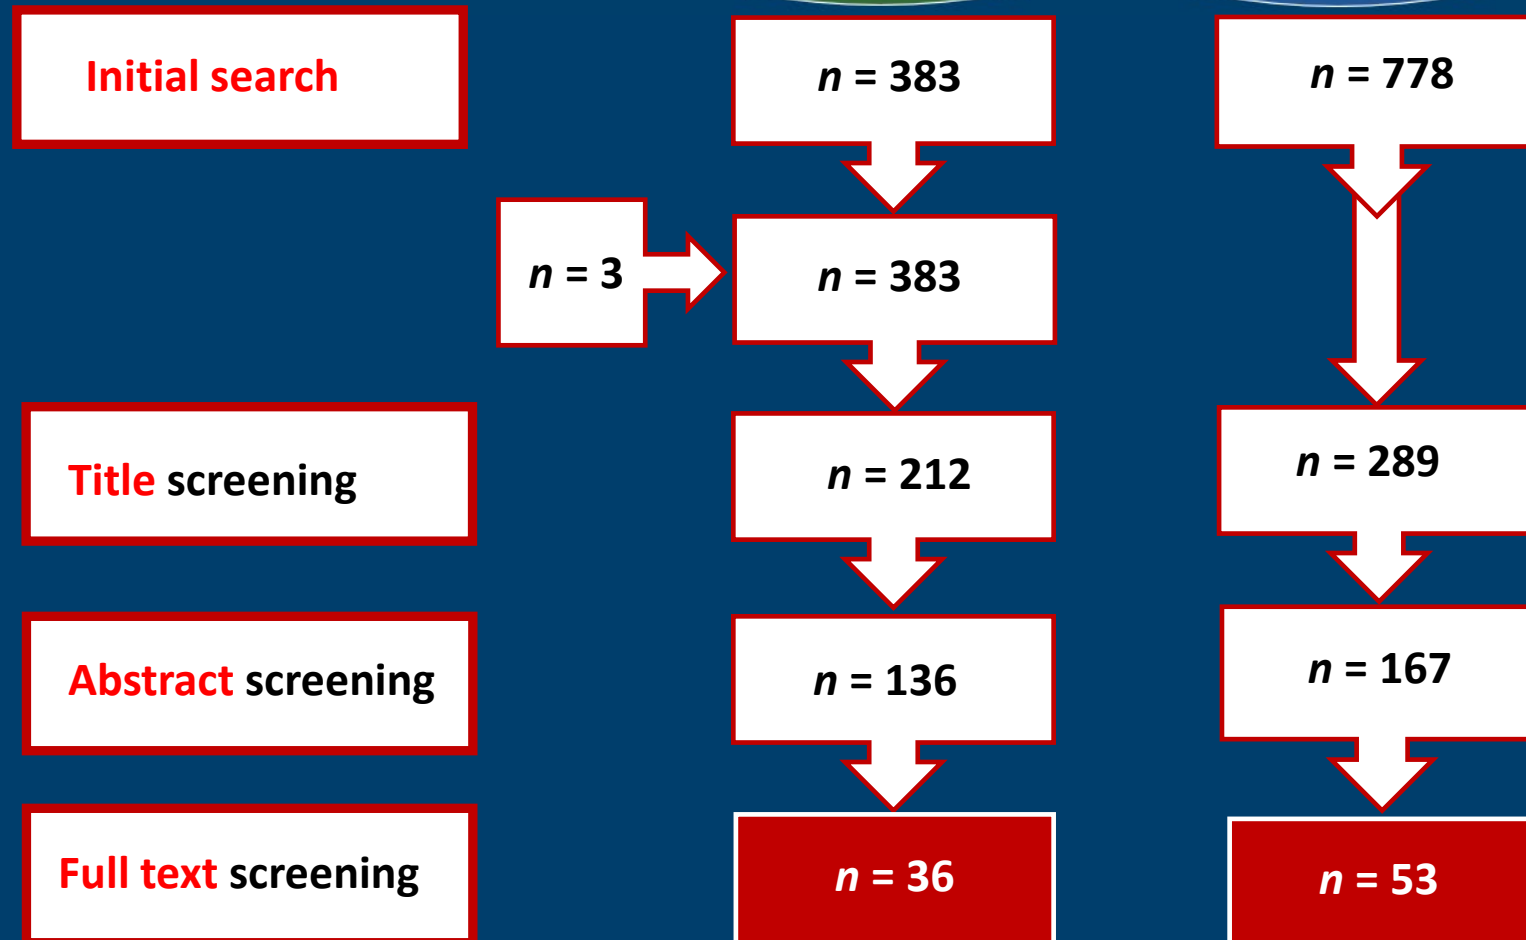 Initial search
n = 383
n = 778
n = 3
n = 383
Title screening
n = 212
n = 289
Abstract screening
n = 136
n = 167
Full text screening
n = 36
n = 53